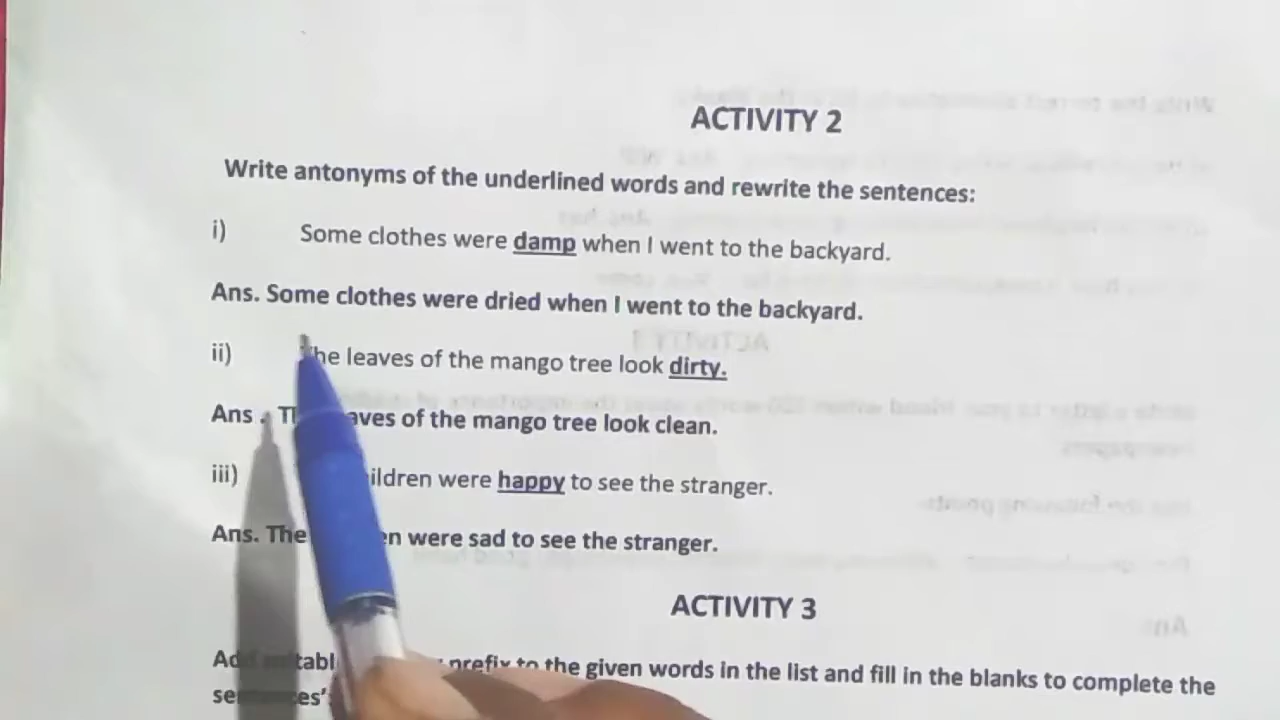 ACTIVITY 2
Write antonyms of the underlined words and rewrite the sentences:
i) Some clothes were damp when I went to the backyard.
Ans. Some clothes were dried when I went to the backyard.
ii) The leaves of the mango tree look dirty.
Ans. leaves of the mango tree look clean.
iii) children were happy to see the stranger.
Ans. The were sad to see the stranger.
ACTIVITY 3
prefix to the given words in the list and fill in the blanks to complete the